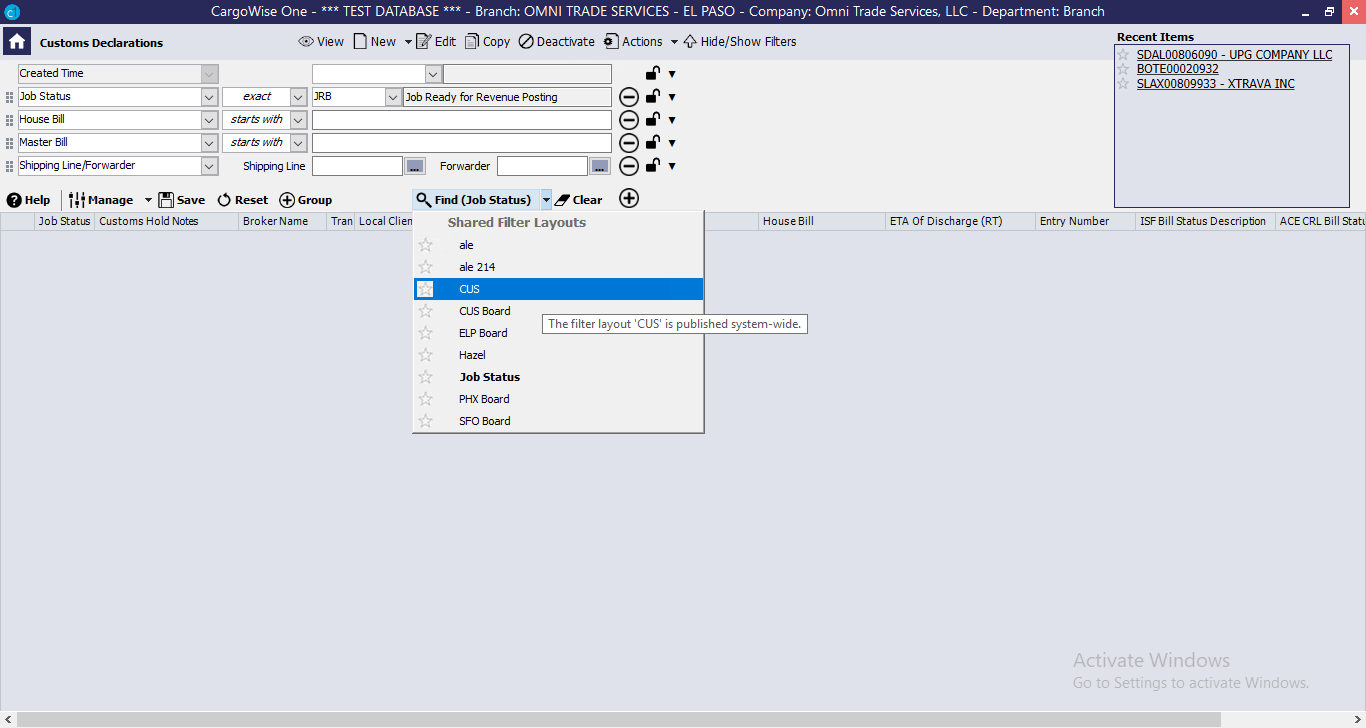 CargoWise One - *** TEST DATABASE *** - Branch: OMNI TRADE SERVICES - EL PASO - Company: Omni Trade Services, LLC - Department: Branch
Customs Declarations
View New Edit Copy Deactivate Actions Hide/Show Filters
Recent Items
SDAL00806090 - UPG COMPANY LLC
BOTE00020932
SLAX00809933 - XTRAVA INC
Created Time
Job Status exact JRB Job Ready for Revenue Posting
House Bill starts with
Master Bill starts with
Shipping Line/Forwarder Shipping Line ... Forwarder ...
Help Manage Save Reset Group Find (Job Status) Clear
Job Status Customs Hold Notes Broker Name Tran Local Clien House Bill ETA Of Discharge (RT) Entry Number ISF Bill Status Description ACE CRL Bill Statu
Shared Filter Layouts
ale
ale 214
CUS
CUS Board
The filter layout 'CUS' is published system-wide.
ELP Board
Hazel
Job Status
PHX Board
SFO Board
Activate Windows
Go to Settings to activate Windows.